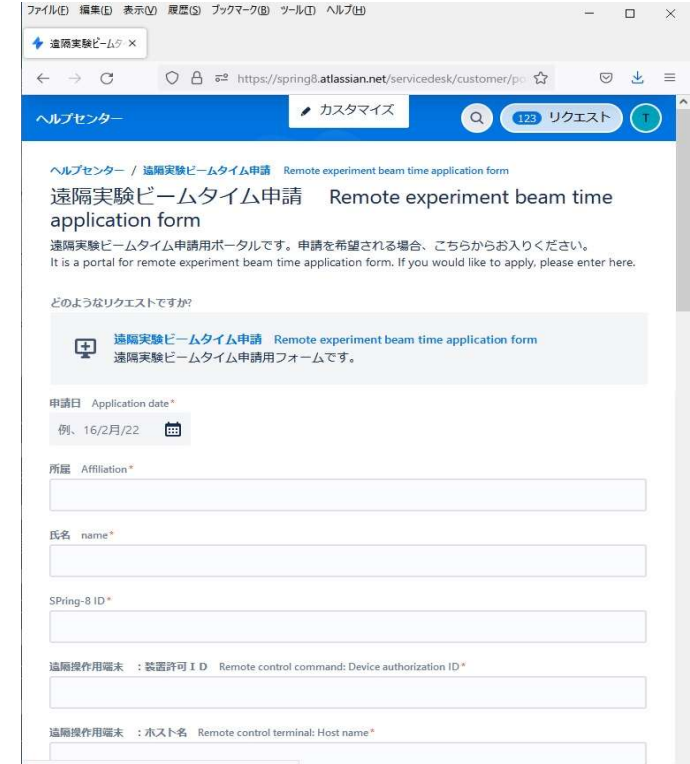 ファイル(F) 編集(E) 表示(V) 履歴(S) ブックマーク(B) ツール(T) ヘルプ(H)
遠隔実験ビームタ
https://spring8.atlassian.net/servicedesk/customer/po
ヘルプセンター
カスタマイズ
123 リクエスト
T
ヘルプセンター / 遠隔実験ビームタイム申請 Remote experiment beam time application form
遠隔実験ビームタイム申請 Remote experiment beam time
application form
遠隔実験ビームタイム申請用ポータルです。申請を希望される場合、こちらからお入りください。
It is a portal for remote experiment beam time application form. If you would like to apply, please enter here.
どのようなリクエストですか?
遠隔実験ビームタイム申請 Remote experiment beam time application form
遠隔実験ビームタイム申請用フォームです。
申請日 Application date*
例、16/2月/22
所属 Affiliation*
氏名 name*
SPring-8 ID*
遠隔操作用端末 :装置許可ID Remote control command: Device authorization ID*
遠隔操作用端末 :ホスト名 Remote control terminal: Host name*